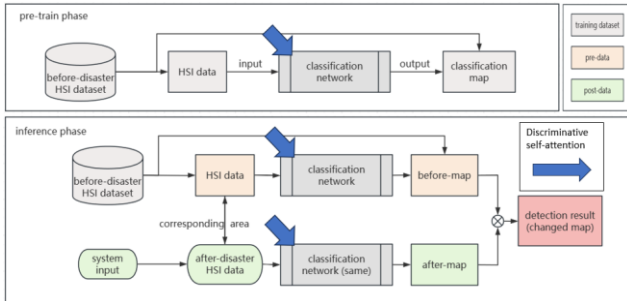 pre-train phase
before-disaster
HSI dataset
HSI data
input
classification
network
output
classification
map
training dataset
pre-data
post-data
inference phase
before-disaster
HSI dataset
HSI data
classification
network
before-map
Discriminative
self-attention
corresponding area
detection result
(changed map)
system
input
after-disaster
HSI data
classification
network (same)
after-map